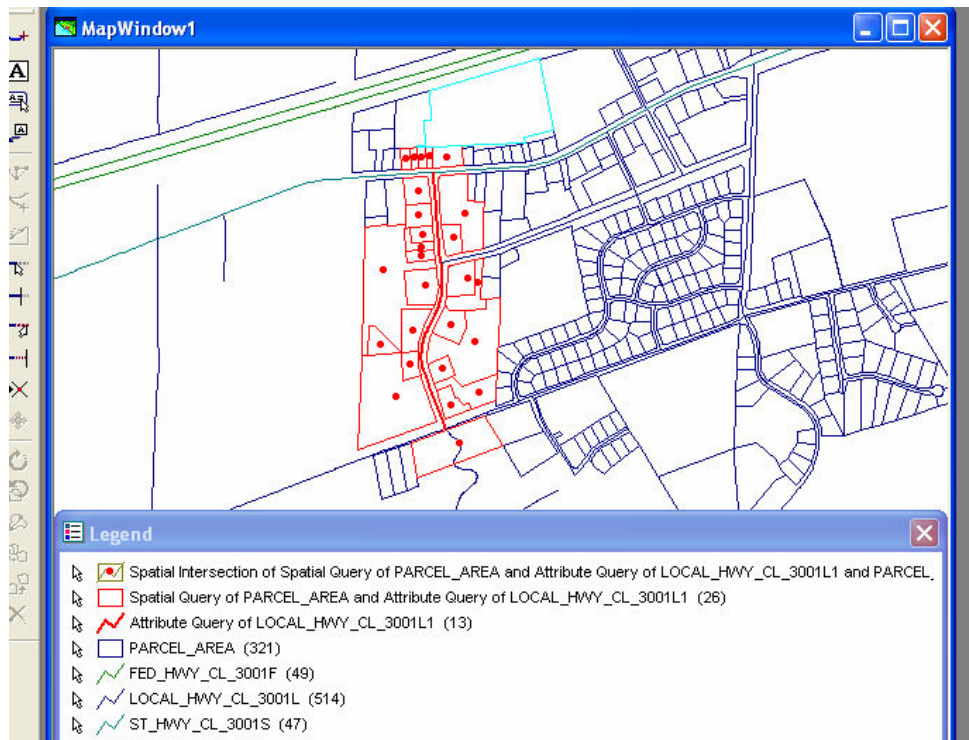 MapWindow1
A
A
A
Legend
Spatial Intersection of Spatial Query of PARCEL_AREA and Attribute Query of LOCAL_HWY_CL_3001L1 and PARCEL_
Spatial Query of PARCEL_AREA and Attribute Query of LOCAL_HWY_CL_3001L1 (26)
Attribute Query of LOCAL_HWY_CL_3001L1 (13)
PARCEL_AREA (321)
FED_HWY_CL_3001F (49)
LOCAL_HWY_CL_3001L (514)
ST_HWY_CL_3001S (47)